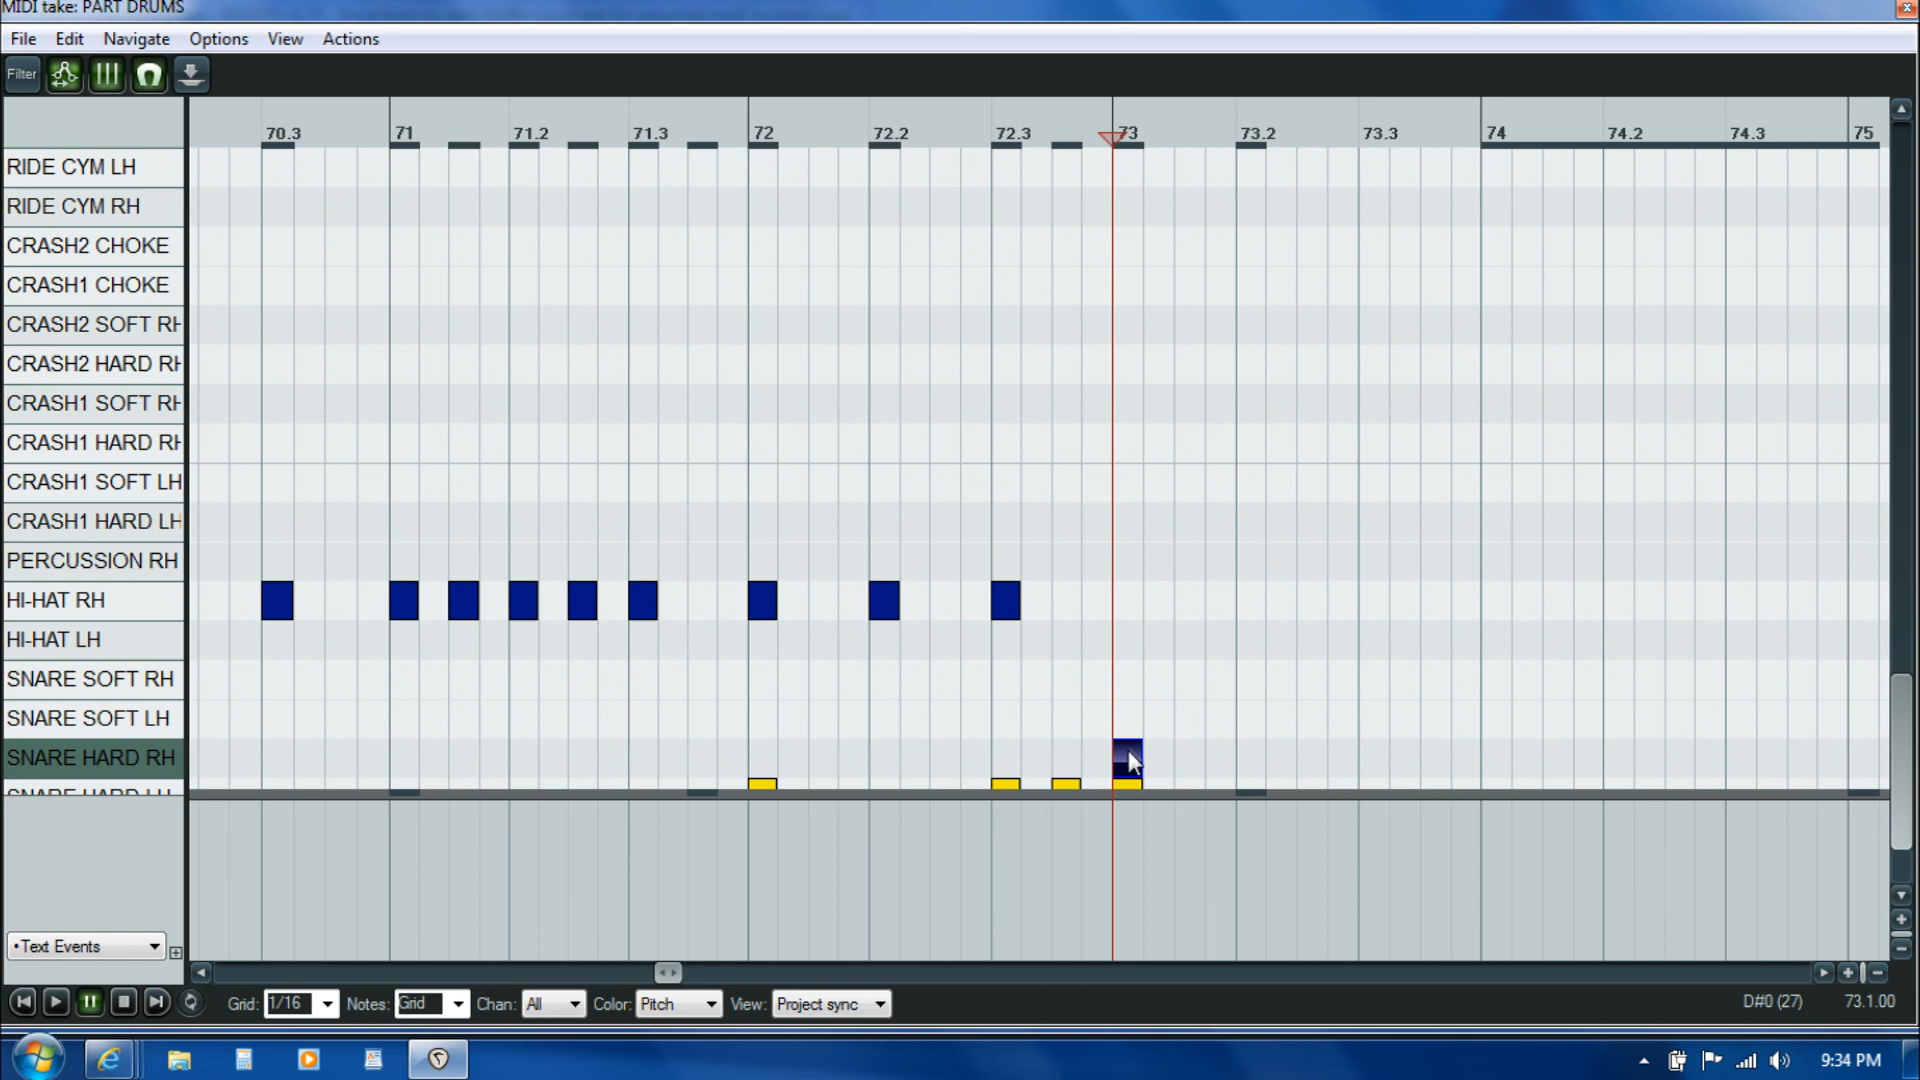 MIDI take: PART DRUMS
File Edit Navigate Options View Actions
Filter
70.3 71 71.2 71.3 72 72.2 72.3 73 73.2 73.3 74 74.2 74.3 75
RIDE CYM LH
RIDE CYM RH
CRASH2 CHOKE
CRASH1 CHOKE
CRASH2 SOFT RH
CRASH2 HARD RH
CRASH1 SOFT RH
CRASH1 HARD RH
CRASH1 SOFT LH
CRASH1 HARD LH
PERCUSSION RH
HI-HAT RH
HI-HAT LH
SNARE SOFT RH
SNARE SOFT LH
SNARE HARD RH
SNARE HARD LH
•Text Events
Grid: 1/16 Notes: Grid Chan: All Color: Pitch View: Project sync D#0 (27) 73.1.00
9:34 PM